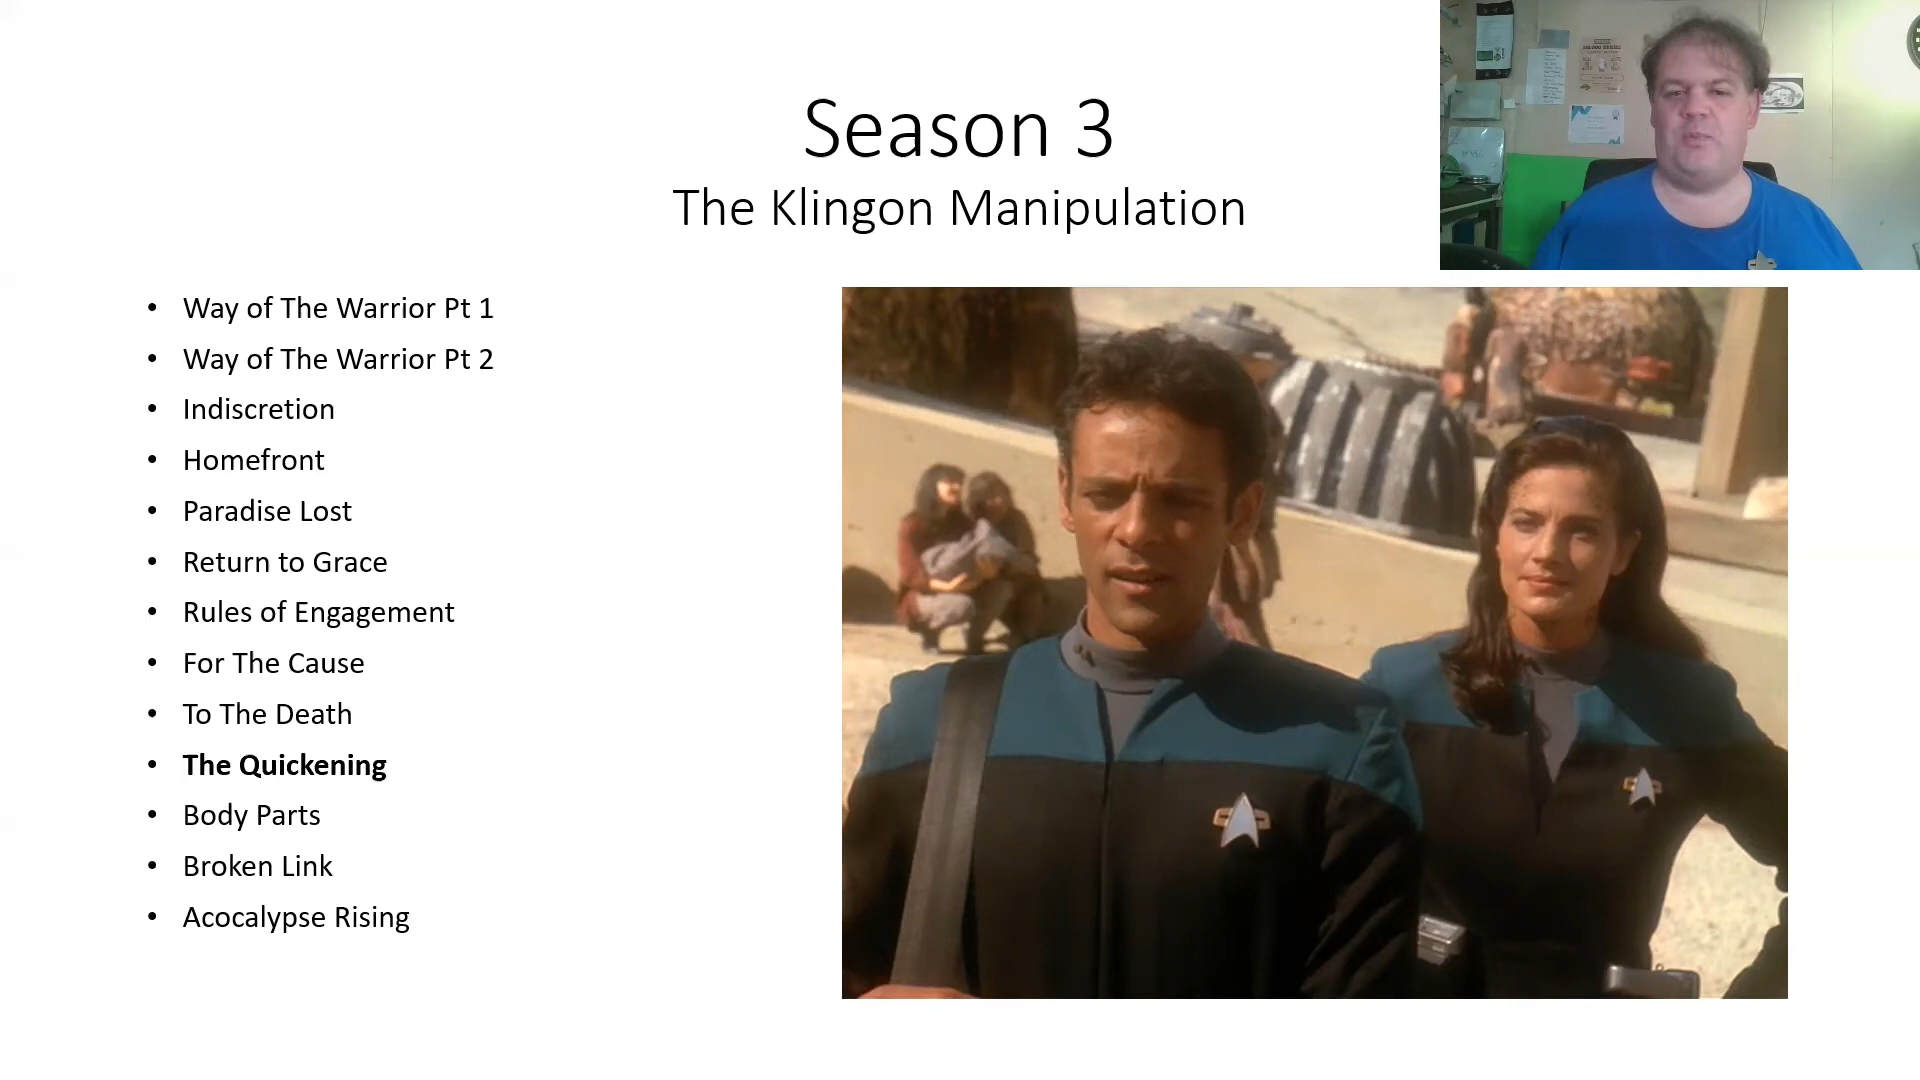 Season 3
The Klingon Manipulation
• Way of The Warrior Pt 1
• Way of The Warrior Pt 2
• Indiscretion
• Homefront
• Paradise Lost
• Return to Grace
• Rules of Engagement
• For The Cause
• To The Death
• The Quickening
• Body Parts
• Broken Link
• Acocalypse Rising